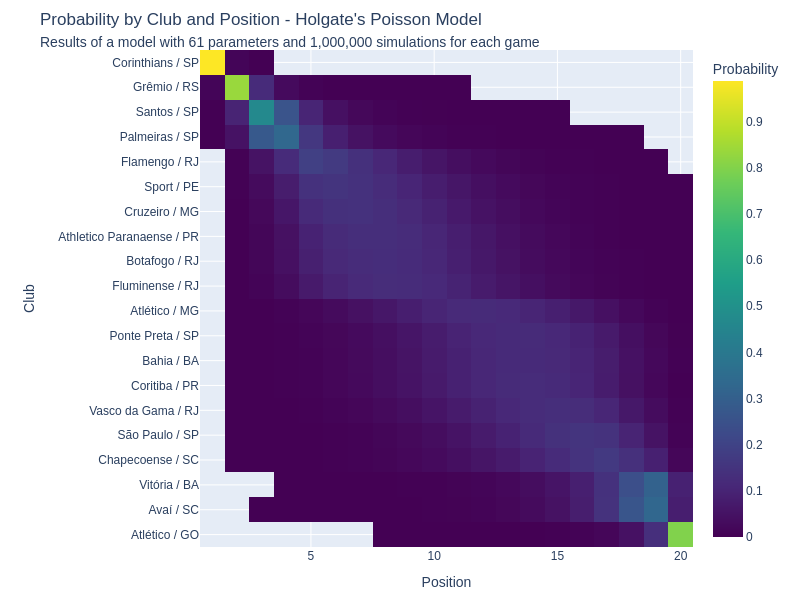 Probability by Club and Position - Holgate's Poisson Model
Results of a model with 61 parameters and 1,000,000 simulations for each game
Probability
Club
Corinthians / SP
Grêmio / RS
Santos / SP
Palmeiras / SP
Flamengo / RJ
Sport / PE
Cruzeiro / MG
Athletico Paranaense / PR
Botafogo / RJ
Fluminense / RJ
Atlético / MG
Ponte Preta / SP
Bahia / BA
Coritiba / PR
Vasco da Gama / RJ
São Paulo / SP
Chapecoense / SC
Vitória / BA
Avaí / SC
Atlético / GO
0.9
0.8
0.7
0.6
0.5
0.4
0.3
0.2
0.1
0
5 10 15 20
Position